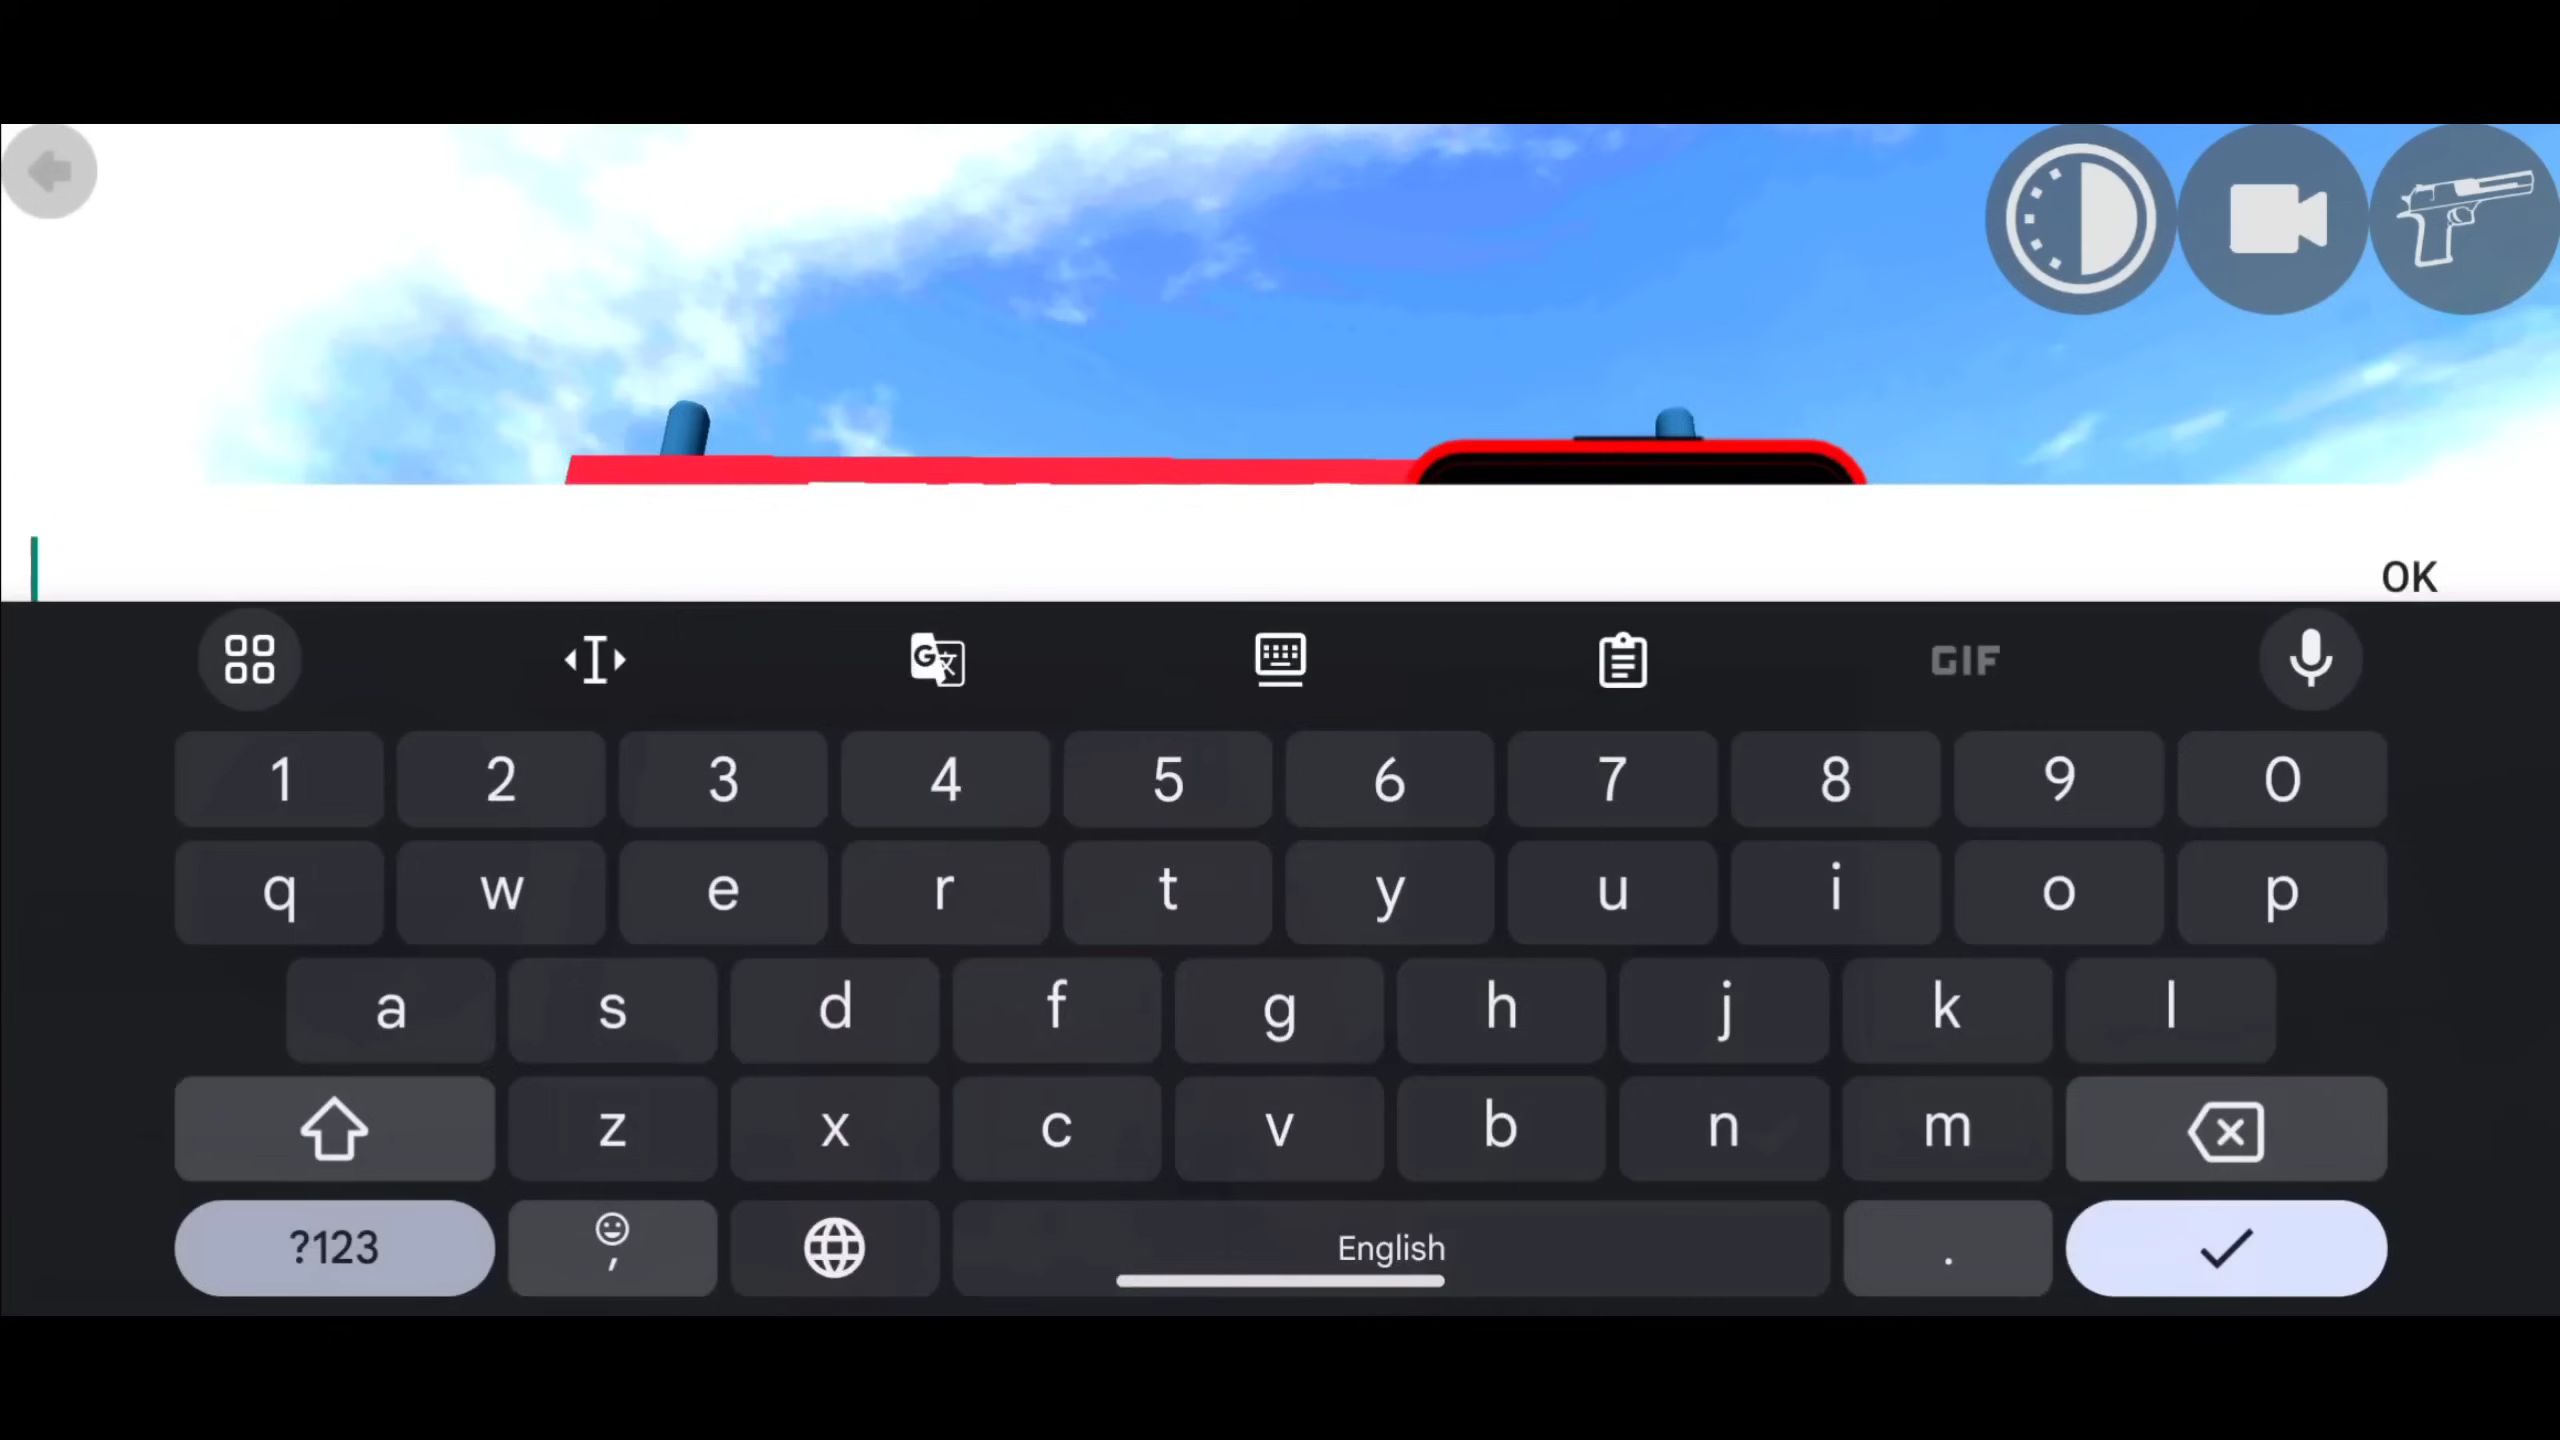 OK
GIF
1 2 3 4 5 6 7 8 9 0
q w e r t y u i o p
a s d f g h j k l
z x c v b n m
?123 , English .